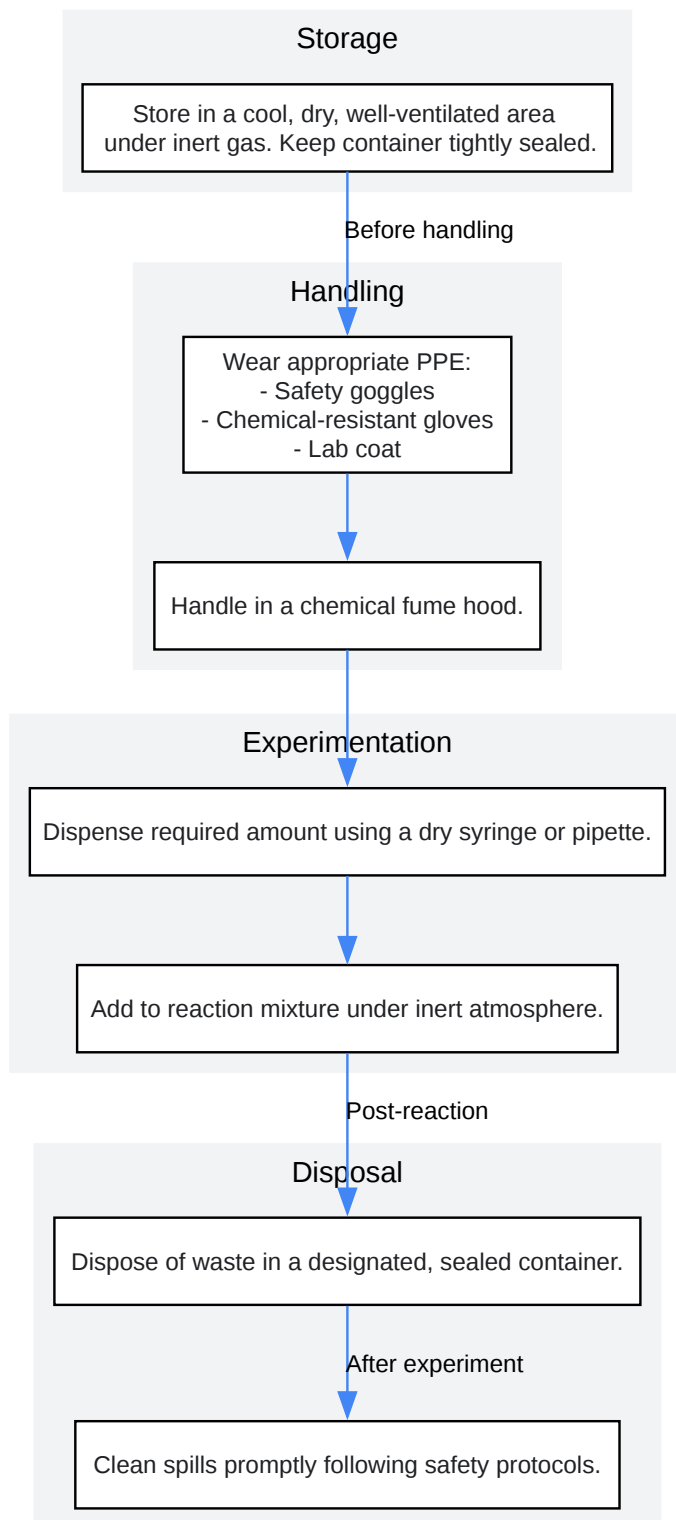 Storage
Store in a cool, dry, well-ventilated area
under inert gas. Keep container tightly sealed.
Before handling
Handling
Wear appropriate PPE:
- Safety goggles
- Chemical-resistant gloves
- Lab coat
Handle in a chemical fume hood.
Experimentation
Dispense required amount using a dry syringe or pipette.
Add to reaction mixture under inert atmosphere.
Post-reaction
Disposal
Dispose of waste in a designated, sealed container.
After experiment
Clean spills promptly following safety protocols.